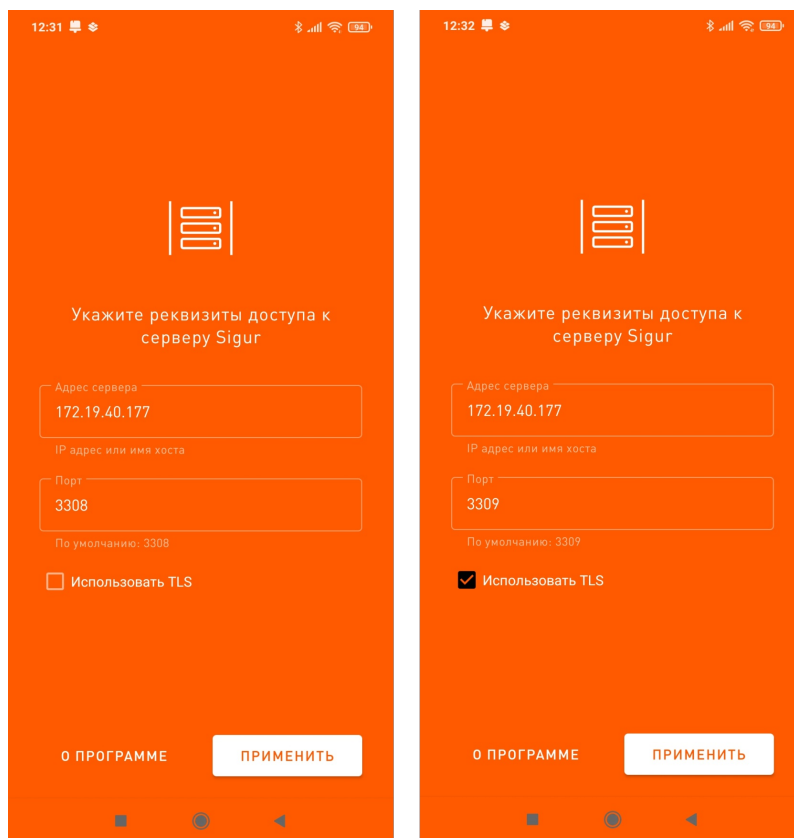 12:31
94
Укажите реквизиты доступа к
серверу Sigur
Адрес сервера
172.19.40.177
IP адрес или имя хоста
Порт
3308
По умолчанию: 3308
Использовать TLS
О ПРОГРАММЕ
ПРИМЕНИТЬ
12:32
94
Укажите реквизиты доступа к
серверу Sigur
Адрес сервера
172.19.40.177
IP адрес или имя хоста
Порт
3309
По умолчанию: 3309
Использовать TLS
О ПРОГРАММЕ
ПРИМЕНИТЬ